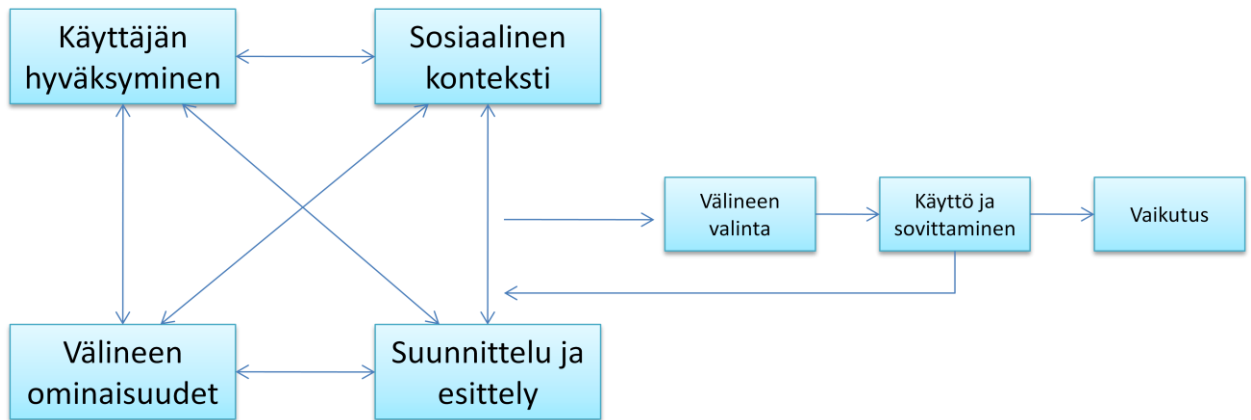 Käyttäjän
hyväksyminen
Sosiaalinen
konteksti
Välineen
valinta
Käyttö ja
sovittaminen
Vaikutus
Välineen
ominaisuudet
Suunnittelu ja
esittely